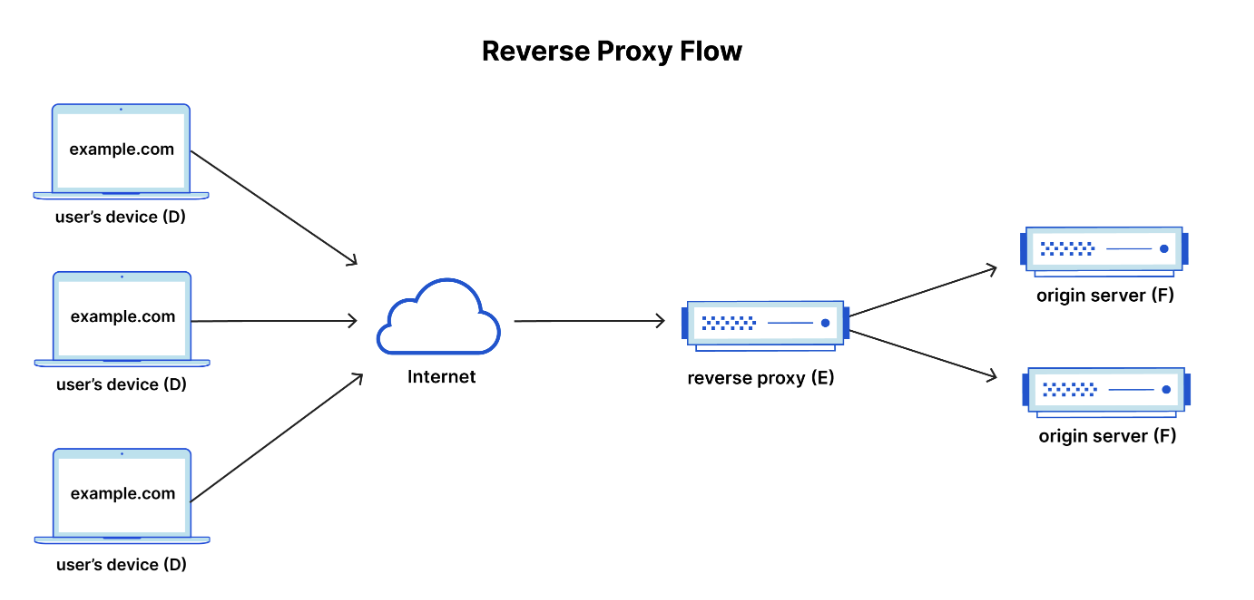 Reverse Proxy Flow
example.com
user's device (D)
example.com
user's device (D)
example.com
user's device (D)
Internet
reverse proxy (E)
origin server (F)
origin server (F)